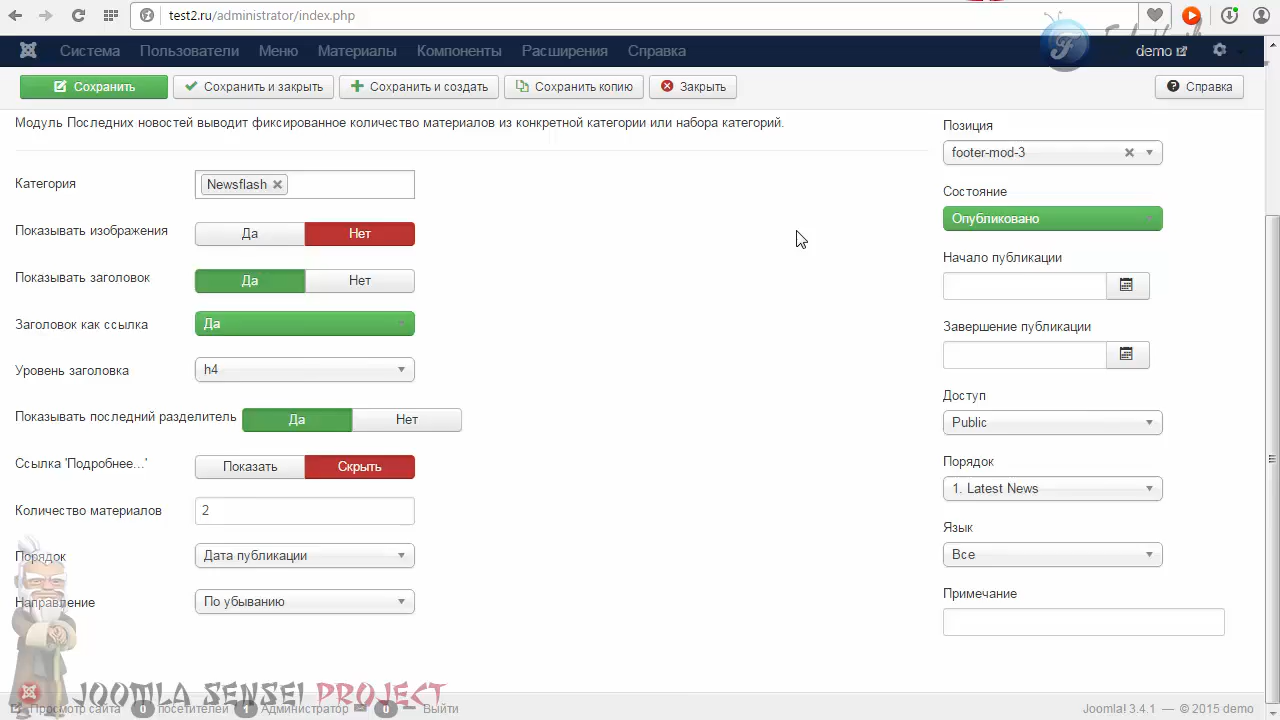 test2.ru/administrator/index.php
Система Пользователи Меню Материалы Компоненты Расширения Справка demo
Сохранить Сохранить и закрыть Сохранить и создать Сохранить копию Закрыть Справка
Модуль Последних новостей выводит фиксированное количество материалов из конкретной категории или набора категорий.
Категория Newsflash
Показывать изображения Да Нет
Показывать заголовок Да Нет
Заголовок как ссылка Да
Уровень заголовка h4
Показывать последний разделитель Да Нет
Ссылка 'Подробнее...' Показать Скрыть
Количество материалов 2
Порядок Дата публикации
Направление По убыванию
Позиция
footer-mod-3
Состояние
Опубликовано
Начало публикации
Завершение публикации
Доступ
Public
Порядок
1. Latest News
Язык
Все
Примечание
JOOMLA SENSEI PROJECT
Просмотр сайта 0 посетителей 1 Администратор 0 Выйти
Joomla! 3.4.1 — © 2015 demo